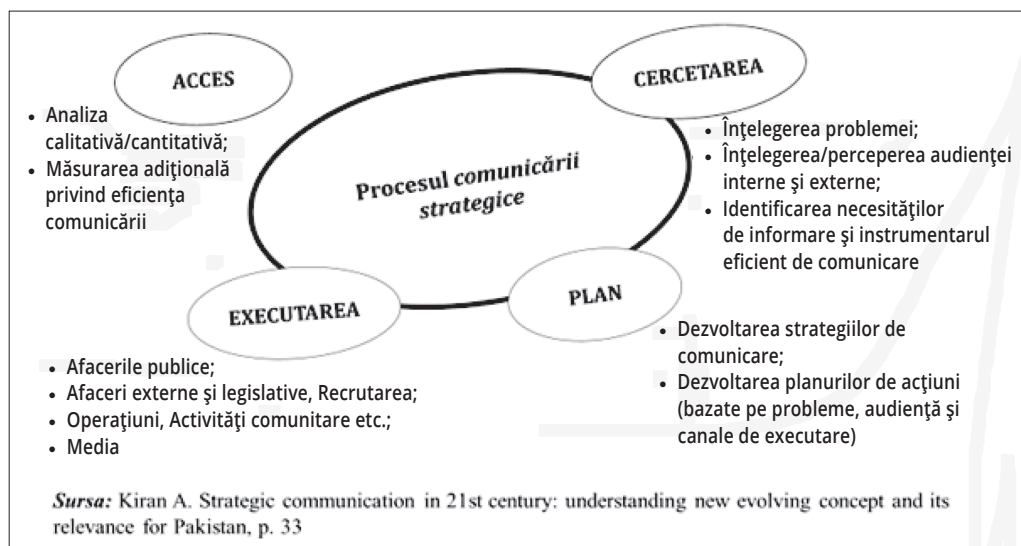 ACCES
• Analiza
calitativă/cantitativă;
• Măsurarea adiţională
privind eficienţa
comunicării
CERCETAREA
• Înţelegerea problemei;
• Înţelegerea/perceperea audienţei
interne şi externe;
• Identificarea necesităţilor
de informare şi instrumentarul
eficient de comunicare
Procesul comunicării
strategice
EXECUTAREA
• Afacerile publice;
• Afaceri externe şi legislative, Recrutarea;
• Operaţiuni, Activităţi comunitare etc.;
• Media
PLAN
• Dezvoltarea strategiilor de
comunicare;
• Dezvoltarea planurilor de acţiuni
(bazate pe probleme, audienţă şi
canale de executare)
Sursa: Kiran A. Strategic communication in 21st century: understanding new evolving concept and its
relevance for Pakistan, p. 33